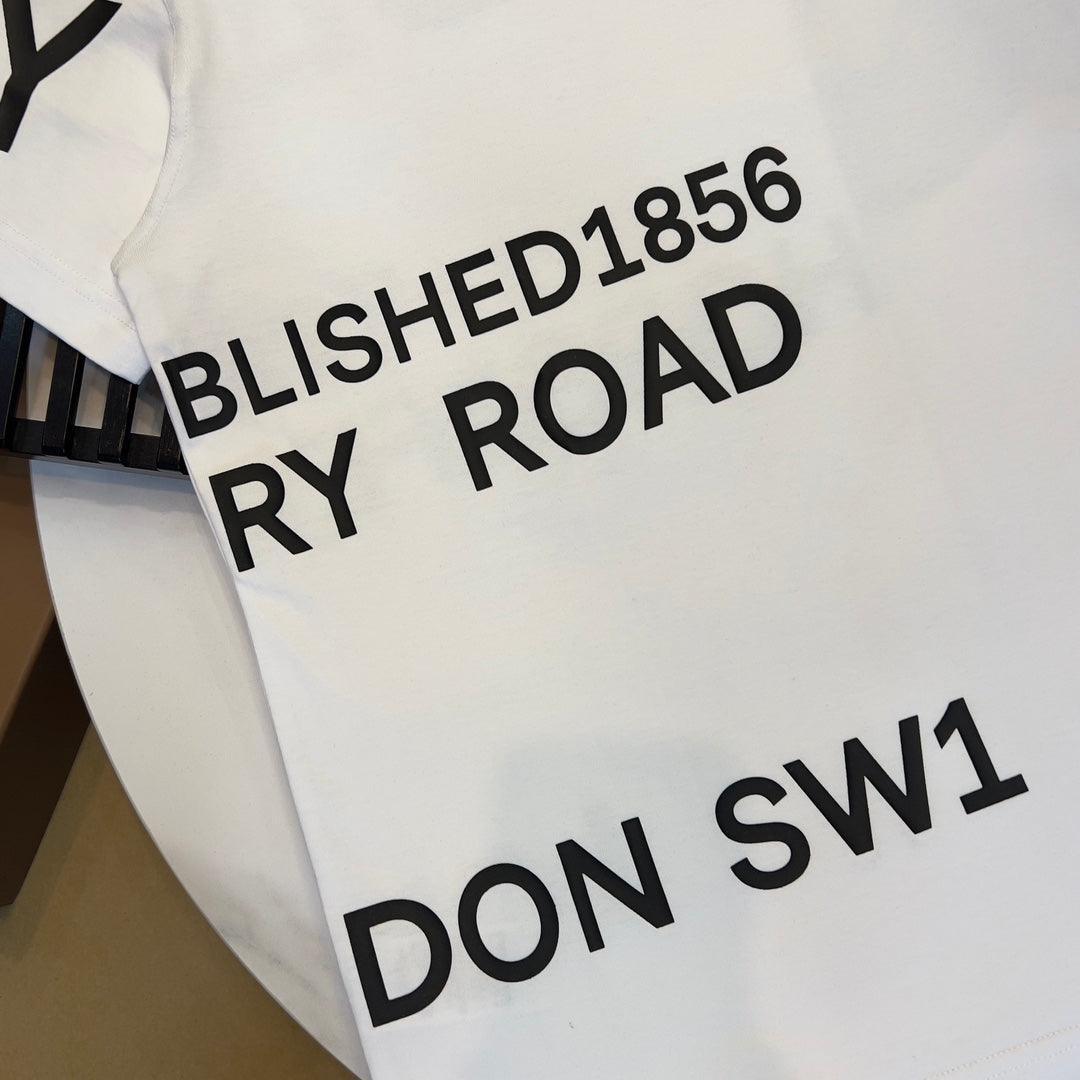 Y
BLISHED1856
RY ROAD
DON SW1